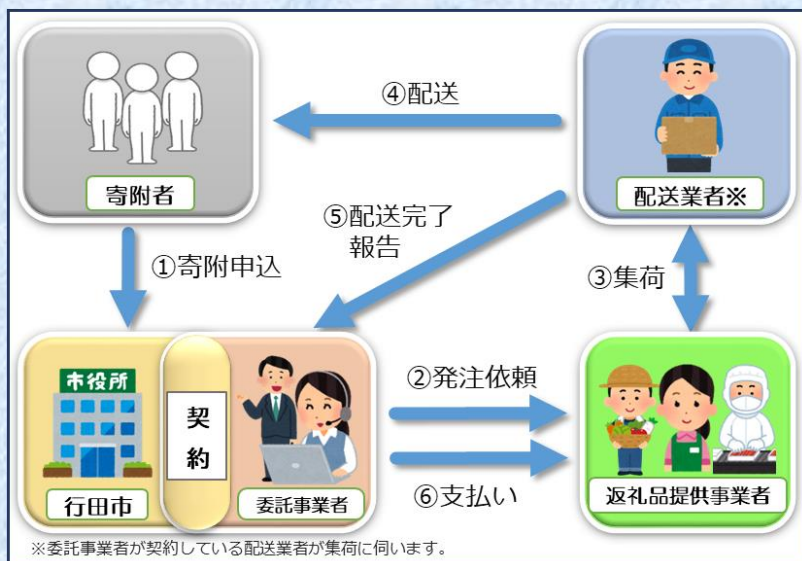 ④配送
寄附者
配送業者※
⑤配送完了
報告
①寄附申込
③集荷
市役所
契
約
②発注依頼
⑥支払い
行田市
委託事業者
返礼品提供事業者
※委託事業者が契約している配送業者が集荷に伺います。